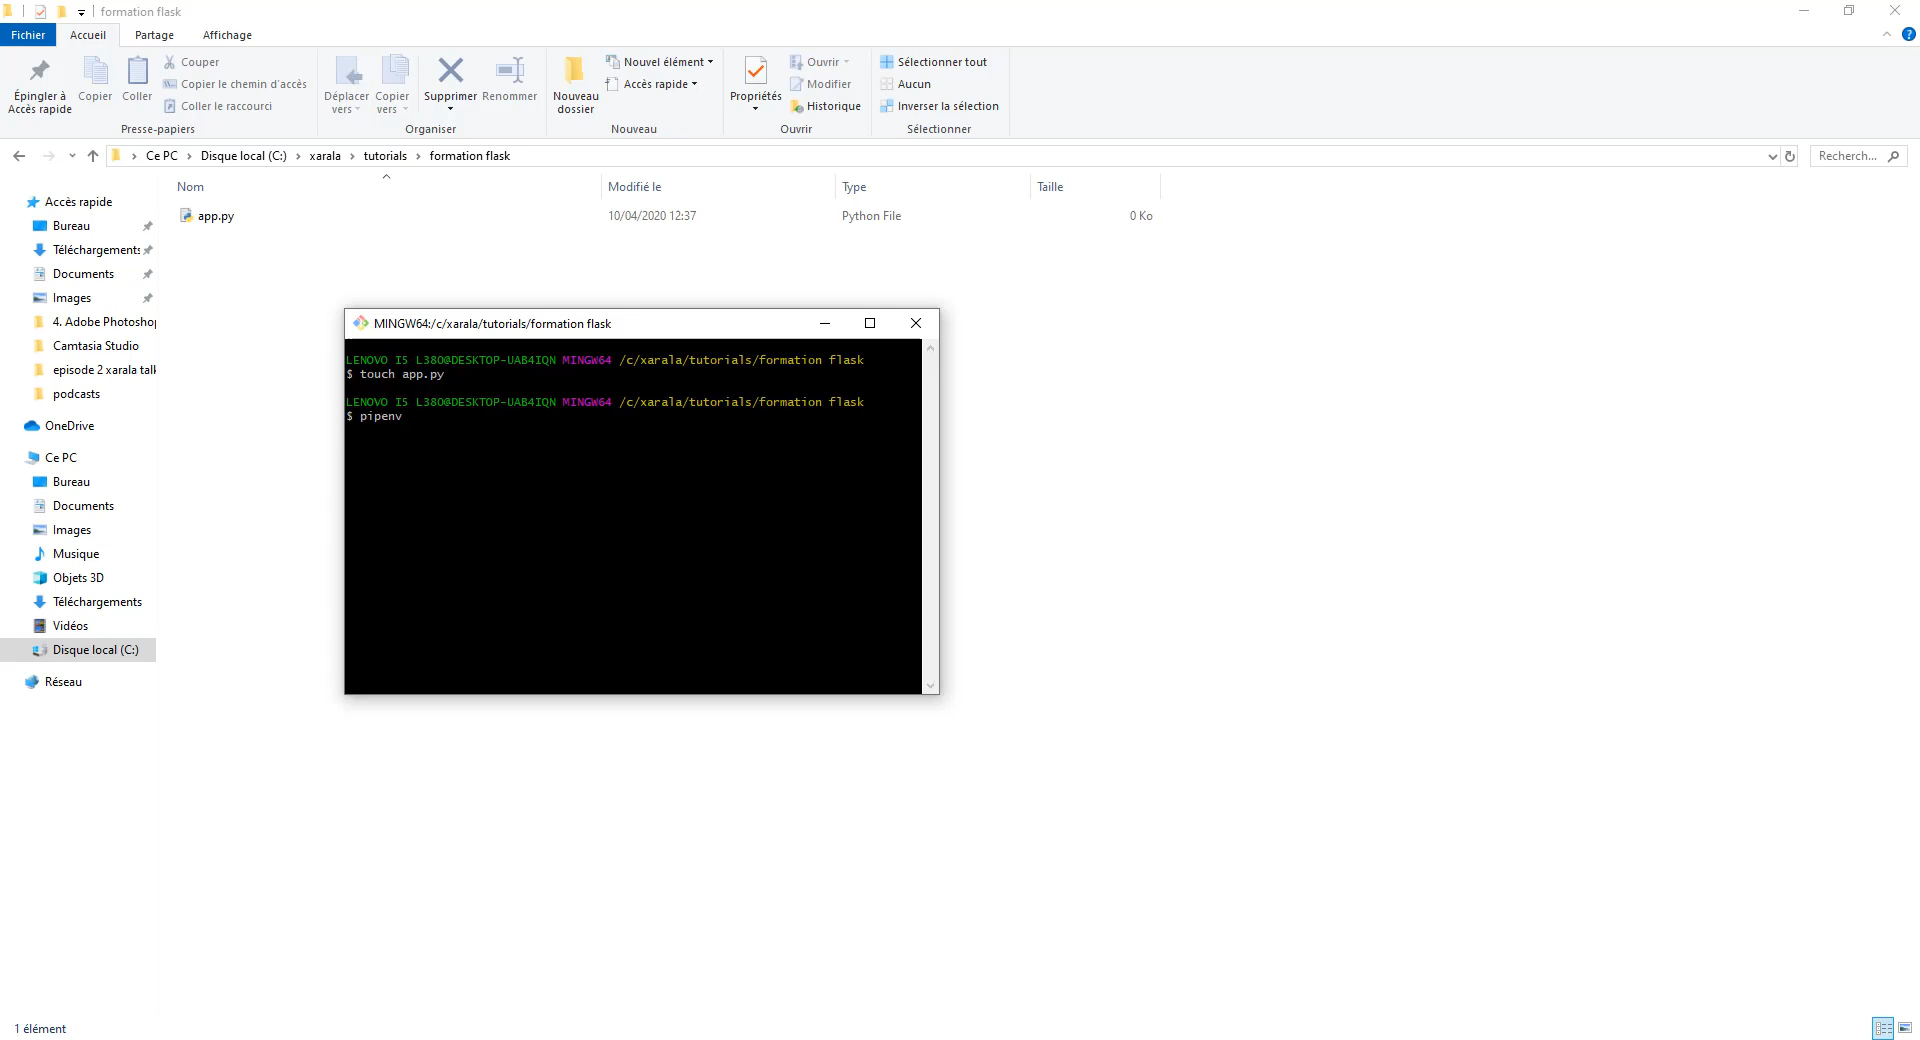 formation flask
Fichier Accueil Partage Affichage
Épingler à Accès rapide
Copier
Coller
Couper
Copier le chemin d'accès
Coller le raccourci
Presse-papiers
Déplacer vers
Copier vers
Supprimer
Renommer
Organiser
Nouveau dossier
Nouvel élément
Accès rapide
Nouveau
Propriétés
Ouvrir
Modifier
Historique
Ouvrir
Sélectionner tout
Aucun
Inverser la sélection
Sélectionner
Ce PC > Disque local (C:) > xarala > tutorials > formation flask
Recherch...
Nom Modifié le Type Taille
app.py 10/04/2020 12:37 Python File 0 Ko
Accès rapide
Bureau
Téléchargements
Documents
Images
4. Adobe Photoshop
Camtasia Studio
episode 2 xarala talk
podcasts
OneDrive
Ce PC
Bureau
Documents
Images
Musique
Objets 3D
Téléchargements
Vidéos
Disque local (C:)
Réseau
MINGW64:/c/xarala/tutorials/formation flask
LENOVO I5 L380@DESKTOP-UAB4IQN MINGW64 /c/xarala/tutorials/formation flask
$ touch app.py
LENOVO I5 L380@DESKTOP-UAB4IQN MINGW64 /c/xarala/tutorials/formation flask
$ pipenv
1 élément